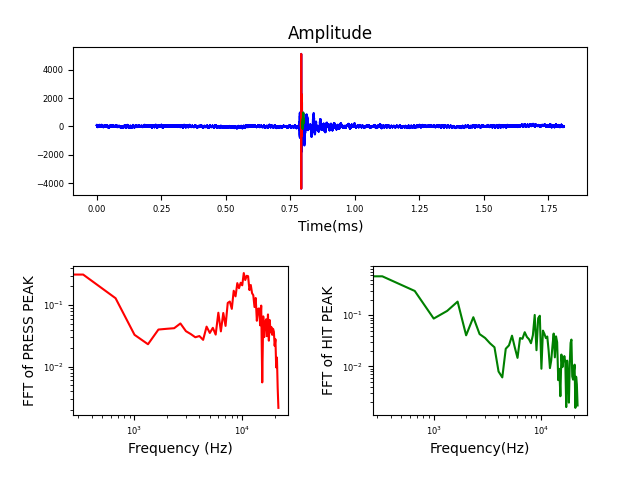 Amplitude
4000
2000
0
−2000
−4000
0.00 0.25 0.50 0.75 1.00 1.25 1.50 1.75
Time(ms)
FFT of PRESS PEAK
10⁻¹
10⁻²
10³ 10⁴
Frequency (Hz)
FFT of HIT PEAK
10⁻¹
10⁻²
10³ 10⁴
Frequency(Hz)